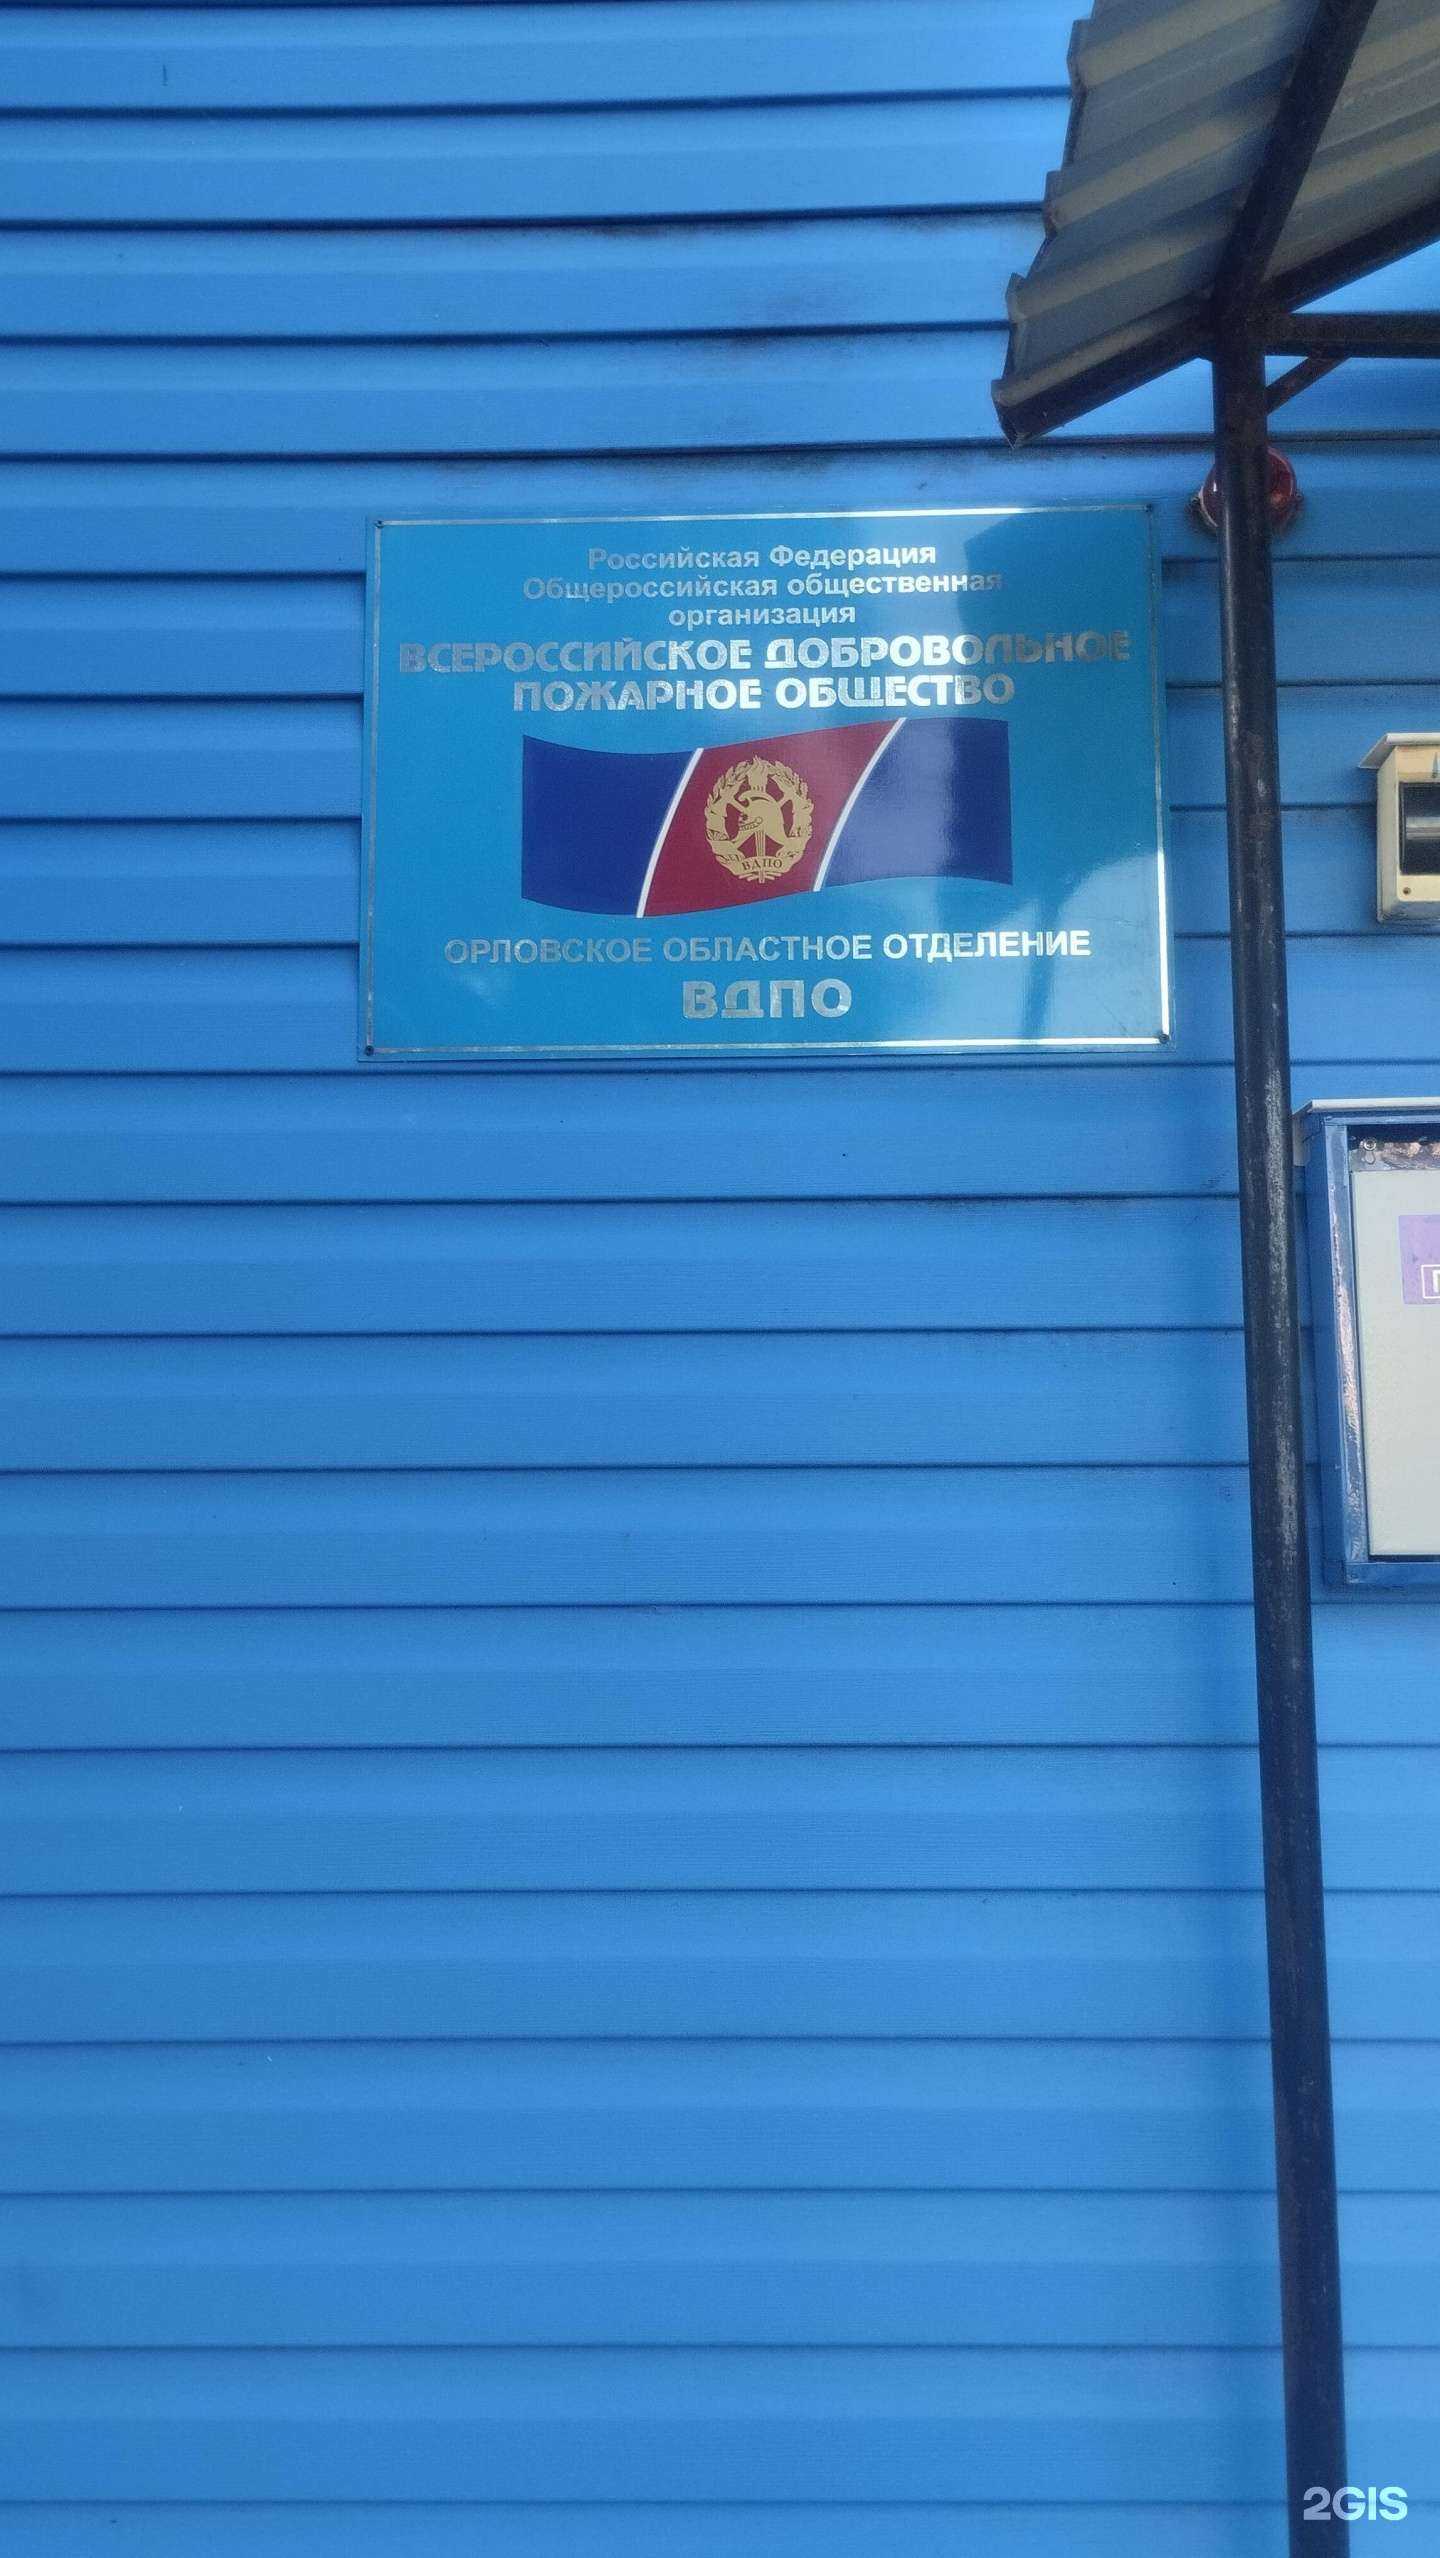 Российская Федерация
Общероссийская общественная
организация
ВСЕРОССИЙСКОЕ ДОБРОВОЛЬНОЕ
ПОЖАРНОЕ ОБЩЕСТВО
ВДПО
ОРЛОВСКОЕ ОБЛАСТНОЕ ОТДЕЛЕНИЕ
ВДПО
2GIS